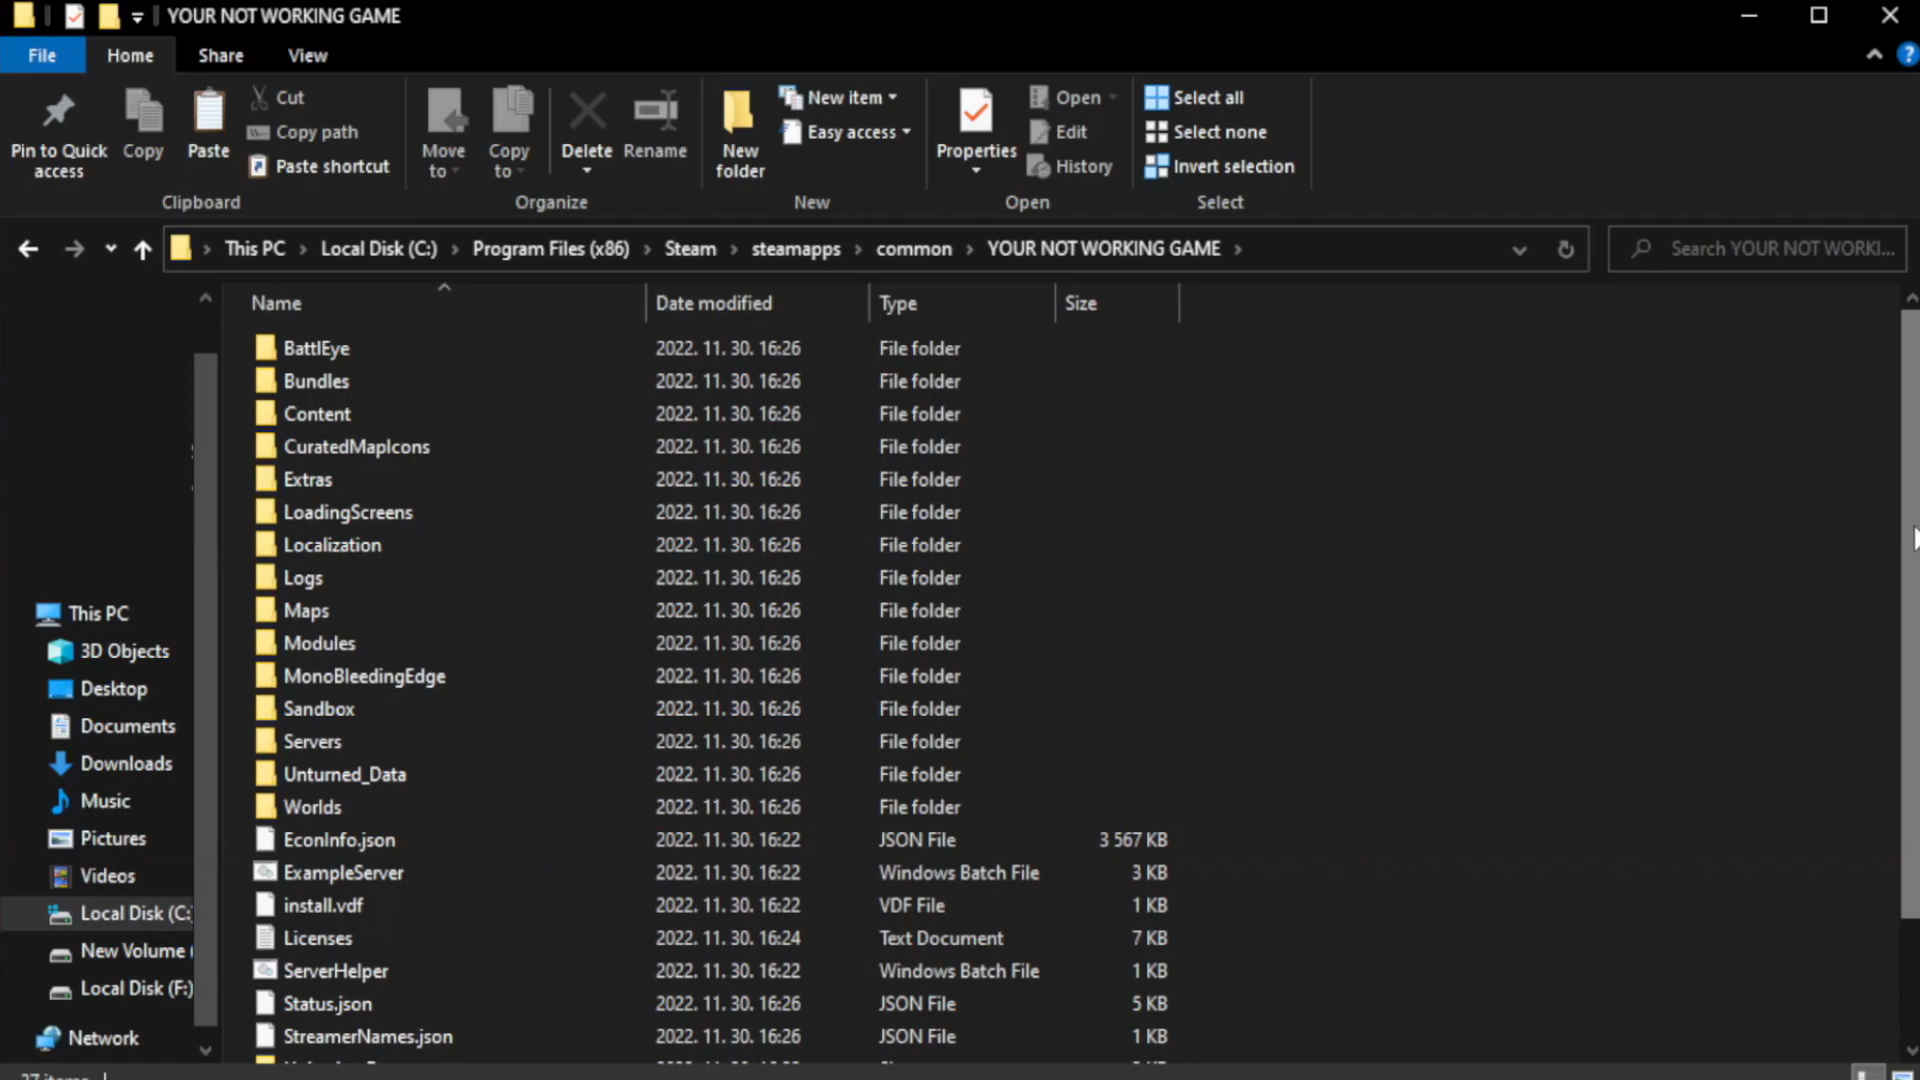 YOUR NOT WORKING GAME
File Home Share View
Pin to Quick access
Copy
Paste
Cut
Copy path
Paste shortcut
Clipboard
Move to
Copy to
Delete
Rename
Organize
New folder
New item
Easy access
New
Properties
Open
Edit
History
Open
Select all
Select none
Invert selection
Select
This PC Local Disk (C:) Program Files (x86) Steam steamapps common YOUR NOT WORKING GAME
Search YOUR NOT WORKI...
This PC
3D Objects
Desktop
Documents
Downloads
Music
Pictures
Videos
Local Disk (C:
New Volume (
Local Disk (F:)
Network
Name Date modified Type Size
BattlEye 2022. 11. 30. 16:26 File folder
Bundles 2022. 11. 30. 16:26 File folder
Content 2022. 11. 30. 16:26 File folder
CuratedMapIcons 2022. 11. 30. 16:26 File folder
Extras 2022. 11. 30. 16:26 File folder
LoadingScreens 2022. 11. 30. 16:26 File folder
Localization 2022. 11. 30. 16:26 File folder
Logs 2022. 11. 30. 16:26 File folder
Maps 2022. 11. 30. 16:26 File folder
Modules 2022. 11. 30. 16:26 File folder
MonoBleedingEdge 2022. 11. 30. 16:26 File folder
Sandbox 2022. 11. 30. 16:26 File folder
Servers 2022. 11. 30. 16:26 File folder
Unturned_Data 2022. 11. 30. 16:26 File folder
Worlds 2022. 11. 30. 16:26 File folder
EconInfo.json 2022. 11. 30. 16:22 JSON File 3 567 KB
ExampleServer 2022. 11. 30. 16:22 Windows Batch File 3 KB
install.vdf 2022. 11. 30. 16:22 VDF File 1 KB
Licenses 2022. 11. 30. 16:24 Text Document 7 KB
ServerHelper 2022. 11. 30. 16:22 Windows Batch File 1 KB
Status.json 2022. 11. 30. 16:26 JSON File 5 KB
StreamerNames.json 2022. 11. 30. 16:26 JSON File 1 KB